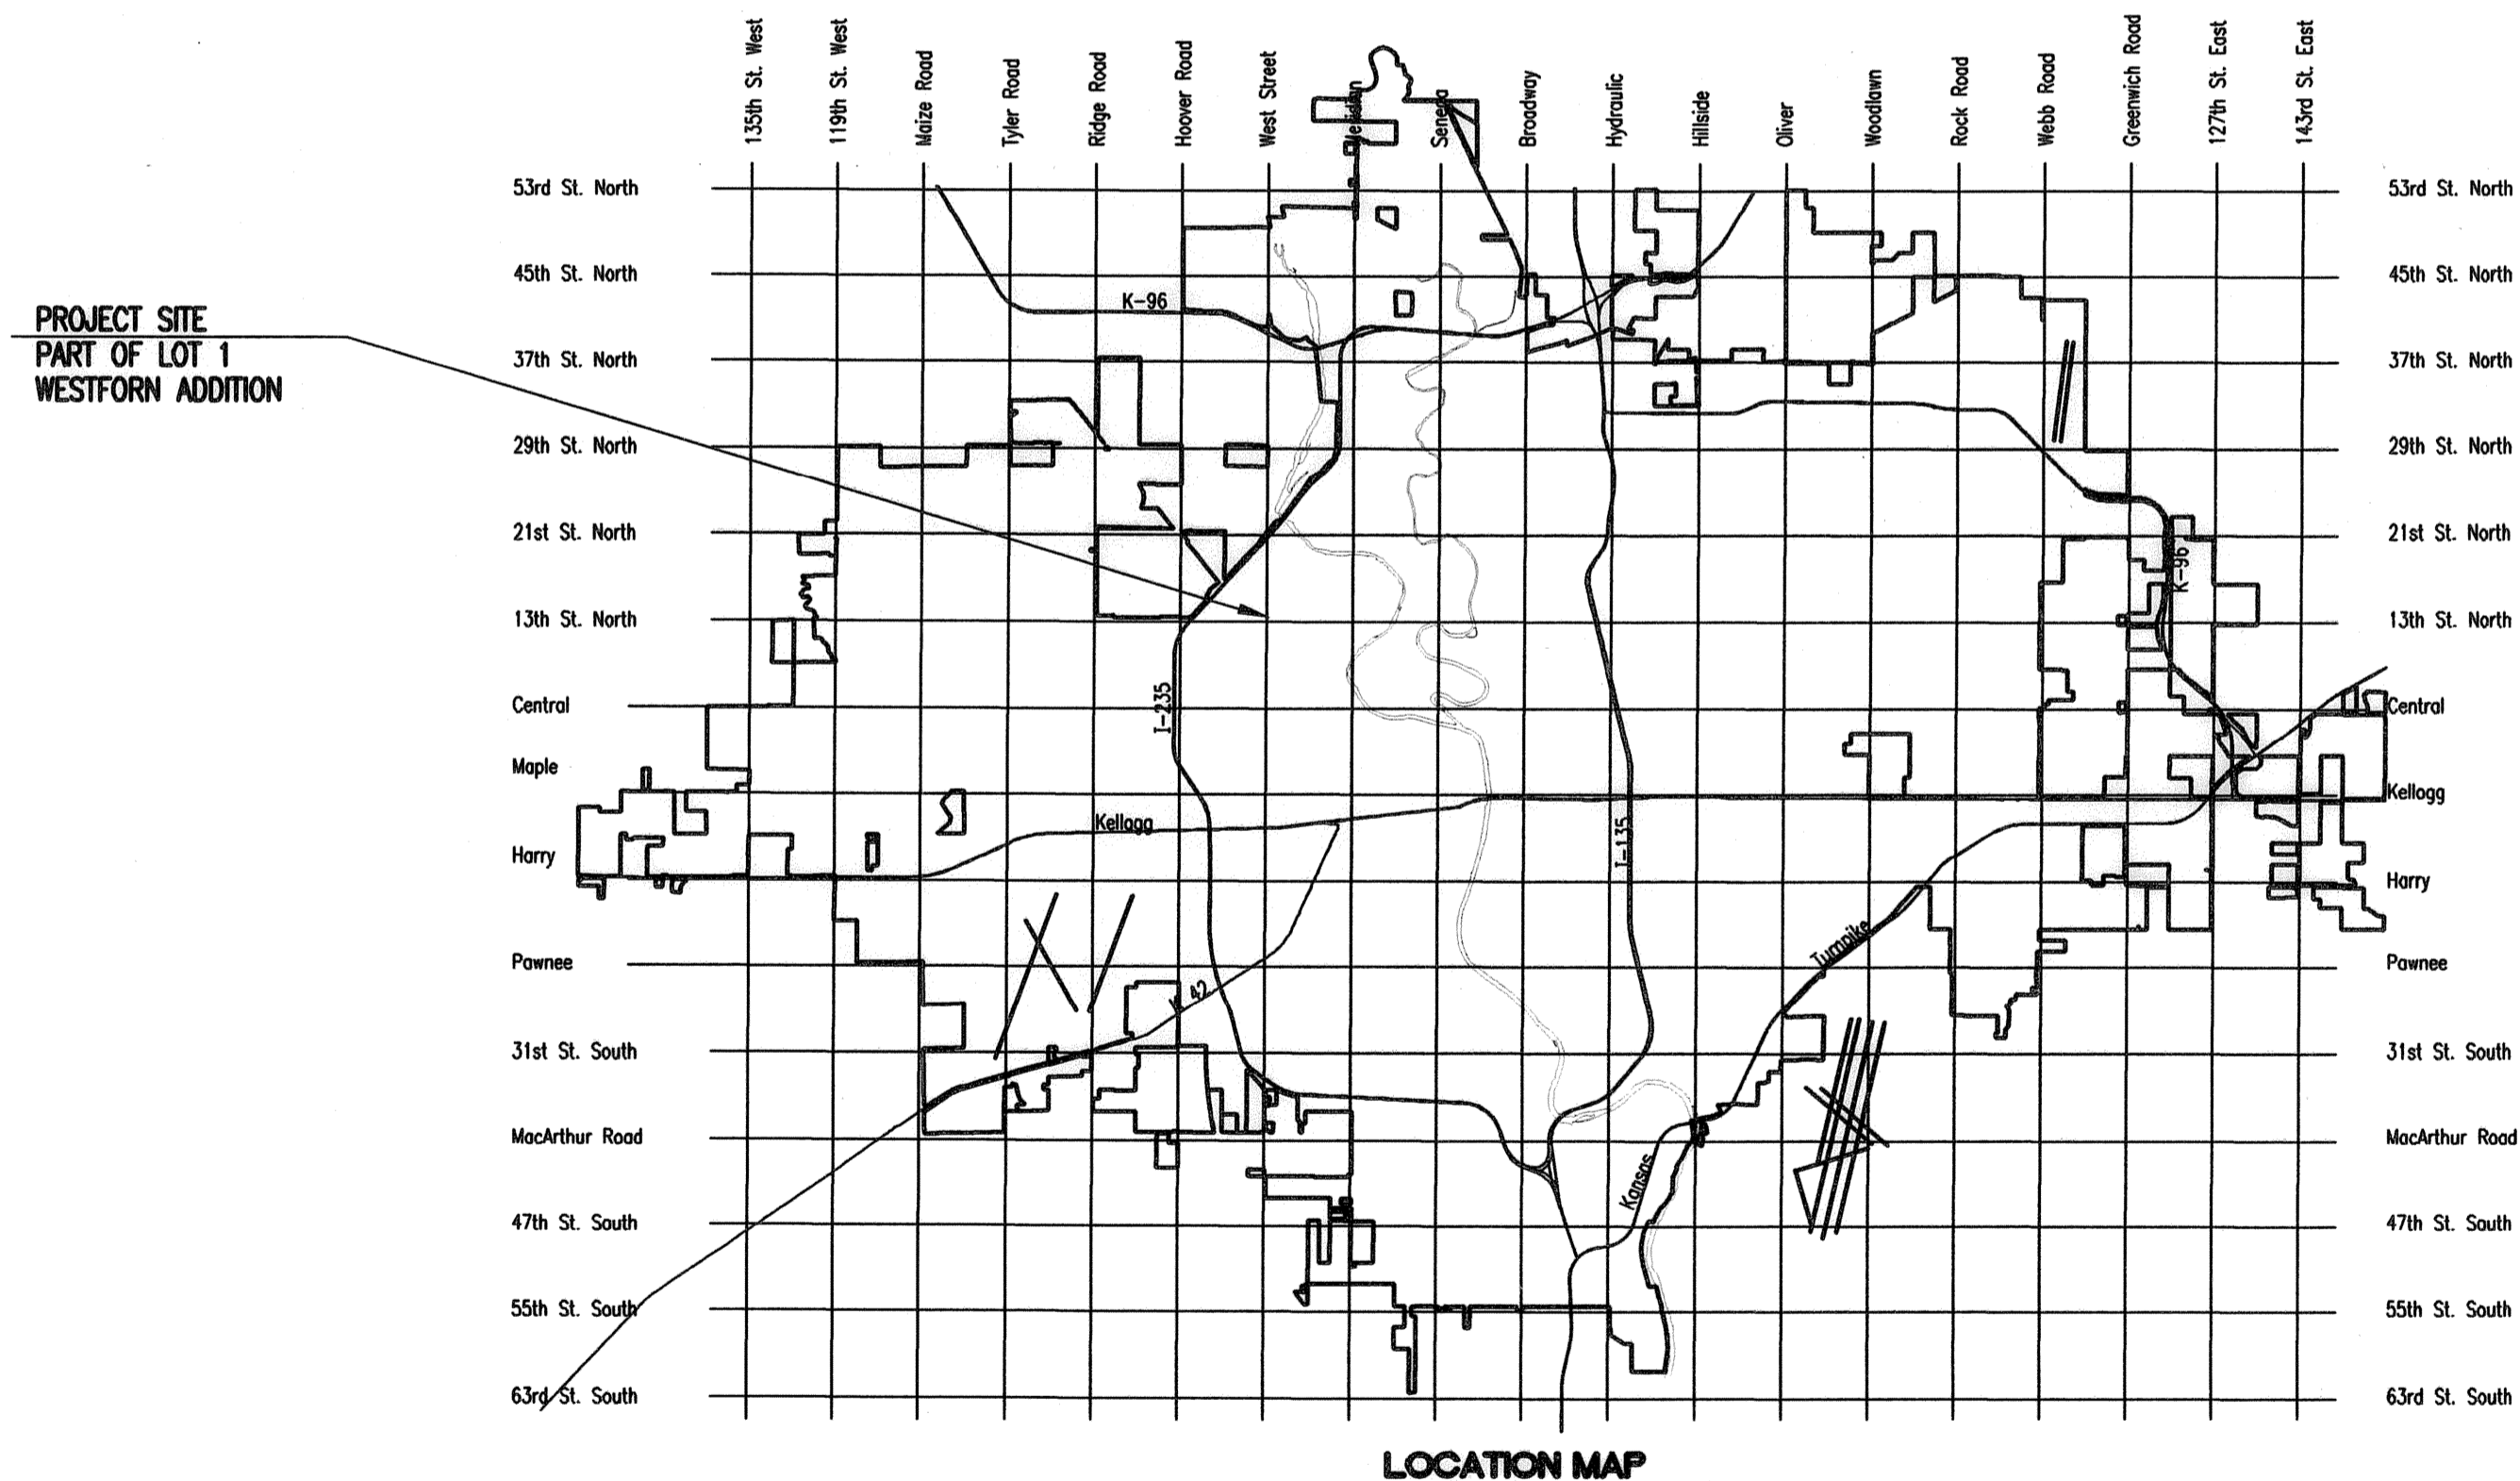 135th St. West
119th St. West
Maize Road
Tyler Road
Ridge Road
Hoover Road
West Street
Meridian
Seneca
Broadway
Hydraulic
Hillside
Oliver
Woodlawn
Rock Road
Webb Road
Greenwich Road
127th St. East
143rd St. East
53rd St. North
53rd St. North
45th St. North
45th St. North
K-96
PROJECT SITE
PART OF LOT 1
WESTFORN ADDITION
37th St. North
37th St. North
29th St. North
29th St. North
21st St. North
21st St. North
K-96
13th St. North
13th St. North
I-235
Central
Central
Maple
Kellogg
Kellogg
I-135
Harry
Harry
Turnpike
Pawnee
Pawnee
K 42
31st St. South
31st St. South
MacArthur Road
MacArthur Road
Kansas
47th St. South
47th St. South
55th St. South
55th St. South
63rd St. South
63rd St. South
LOCATION MAP